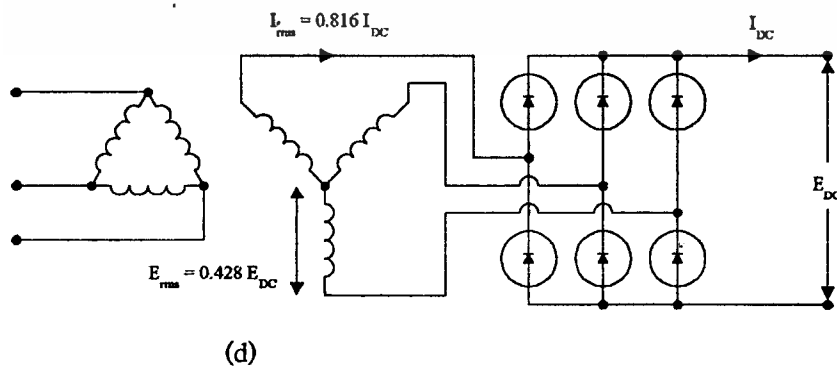 I_rms = 0.816 I_DC
I_DC
E_DC
E_rms = 0.428 E_DC
(d)